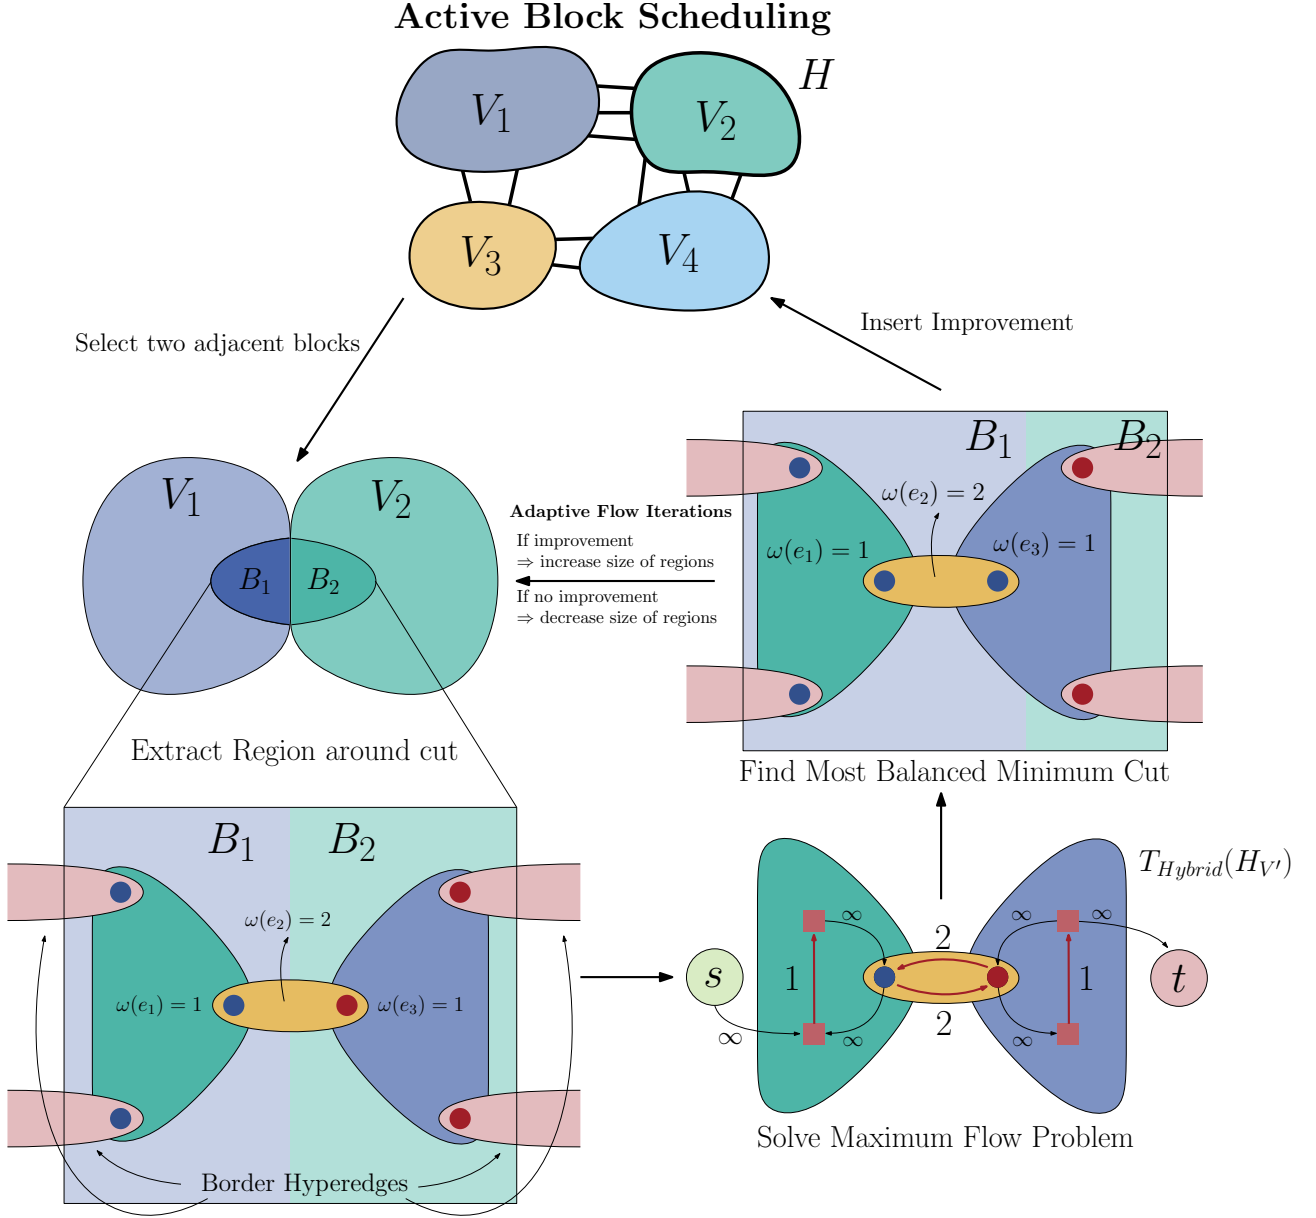 Active Block Scheduling
H
V1
V2
V3
V4
Select two adjacent blocks
Insert Improvement
V1
V2
B1
B2
Adaptive Flow Iterations
If improvement
⇒ increase size of regions
If no improvement
⇒ decrease size of regions
B1
B2
ω(e2) = 2
ω(e1) = 1
ω(e3) = 1
Extract Region around cut
Find Most Balanced Minimum Cut
B1
B2
ω(e2) = 2
ω(e1) = 1
ω(e3) = 1
Border Hyperedges
THybrid(HV′)
∞
∞
∞
2
s
1
1
t
2
∞
∞
∞
Solve Maximum Flow Problem